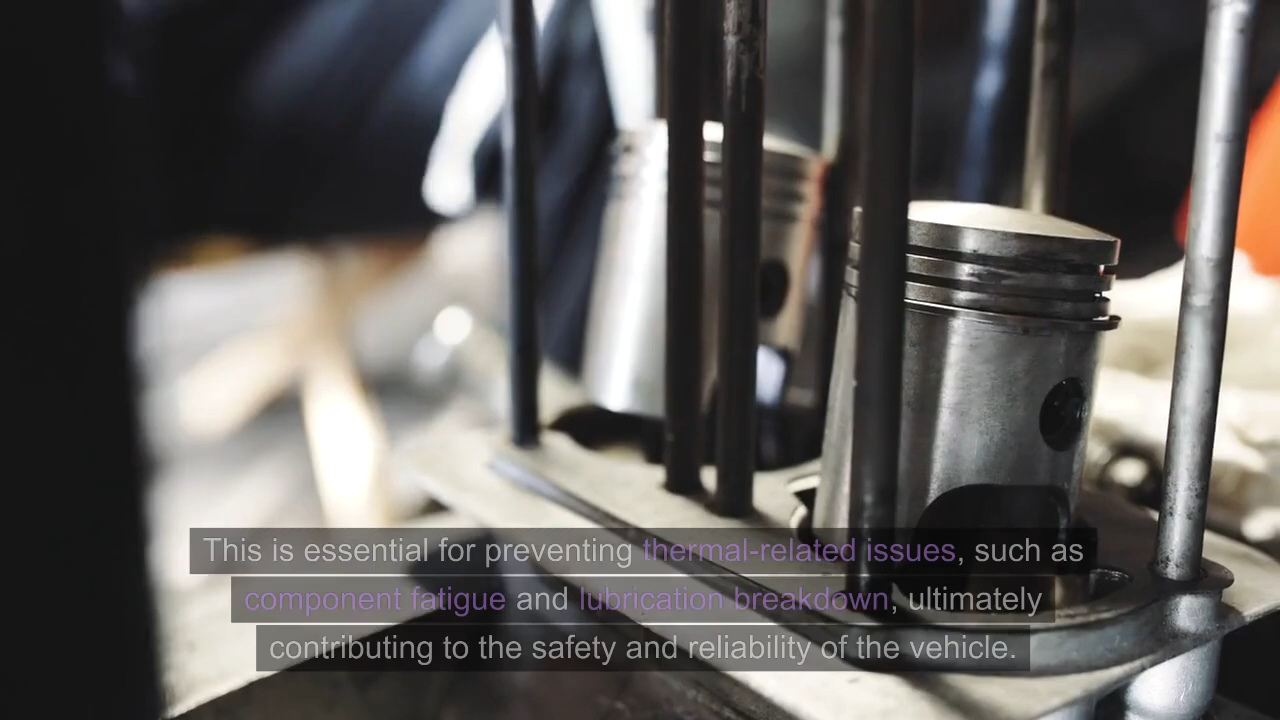 This is essential for preventing thermal-related issues, such as
component fatigue and lubrication breakdown, ultimately
contributing to the safety and reliability of the vehicle.